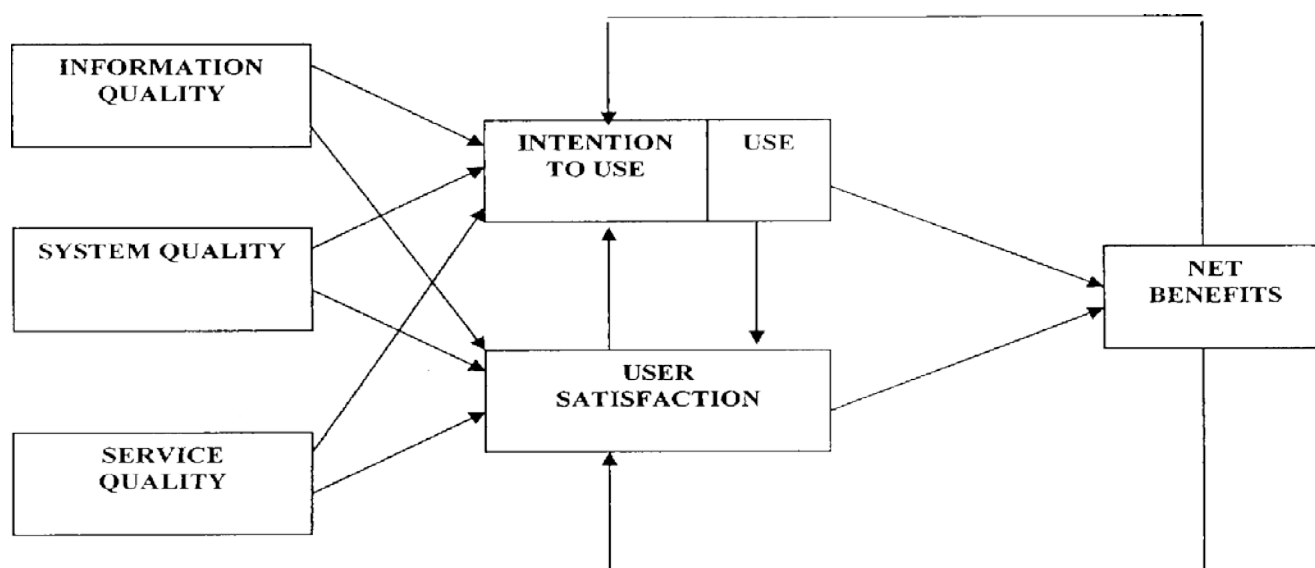 INFORMATION
QUALITY
INTENTION
TO USE
USE
SYSTEM QUALITY
NET
BENEFITS
USER
SATISFACTION
SERVICE
QUALITY